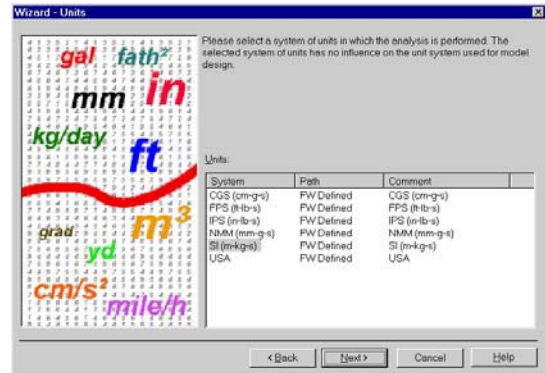 Wizard - Units
gal fath²
mm in
kg/day ft
grad m³
yd
cm/s² mile/h
Please select a system of units in which the analysis is performed. The
selected system of units has no influence on the unit system used for model
design.
Units:
System Path Comment
CGS (cm-g-s) FW Defined CGS (cm-g-s)
FPS (ft-lb-s) FW Defined FPS (ft-lb-s)
IPS (in-lb-s) FW Defined IPS (in-lb-s)
NMM (mm-g-s) FW Defined NMM (mm-g-s)
SI (m-kg-s) FW Defined SI (m-kg-s)
USA FW Defined USA
< Back Next > Cancel Help